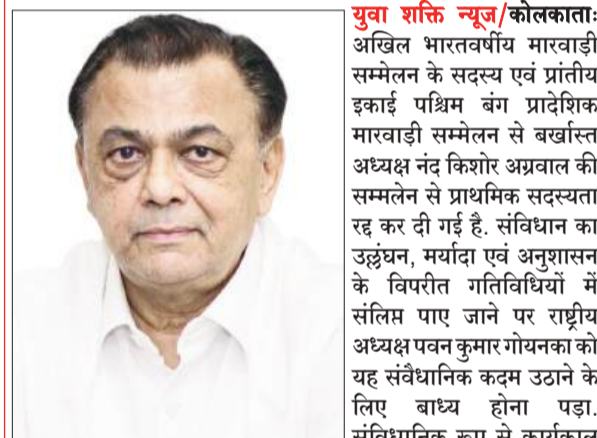 युवा शक्ति न्यूज/कोलकाताः
अखिल भारतवर्षीय मारवाड़ी
सम्मेलन के सदस्य एवं प्रांतीय
इकाई पश्चिम बंग प्रादेशिक
मारवाड़ी सम्मेलन से बर्खास्त
अध्यक्ष नंद किशोर अग्रवाल की
सम्मलेन से प्राथमिक सदस्यता
रद्द कर दी गई है. संविधान का
उल्लंघन, मर्यादा एवं अनुशासन
के विपरीत गतिविधियों में
संलिप्त पाए जाने पर राष्ट्रीय
अध्यक्ष पवन कुमार गोयनका को
यह संवैधानिक कदम उठाने के
लिए बाध्य होना पड़ा.
संविधानिक रूप से कार्यकाल